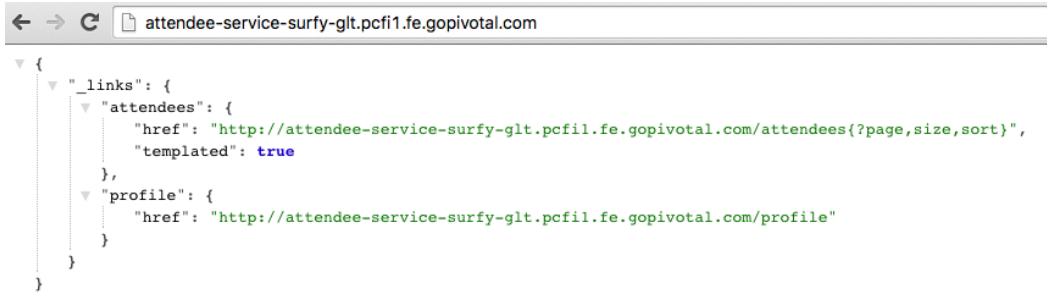 attendee-service-surfy-glt.pcfi1.fe.gopivotal.com
{
"_links": {
"attendees": {
"href": "http://attendee-service-surfy-glt.pcfi1.fe.gopivotal.com/attendees{?page,size,sort}",
"templated": true
},
"profile": {
"href": "http://attendee-service-surfy-glt.pcfi1.fe.gopivotal.com/profile"
}
}
}